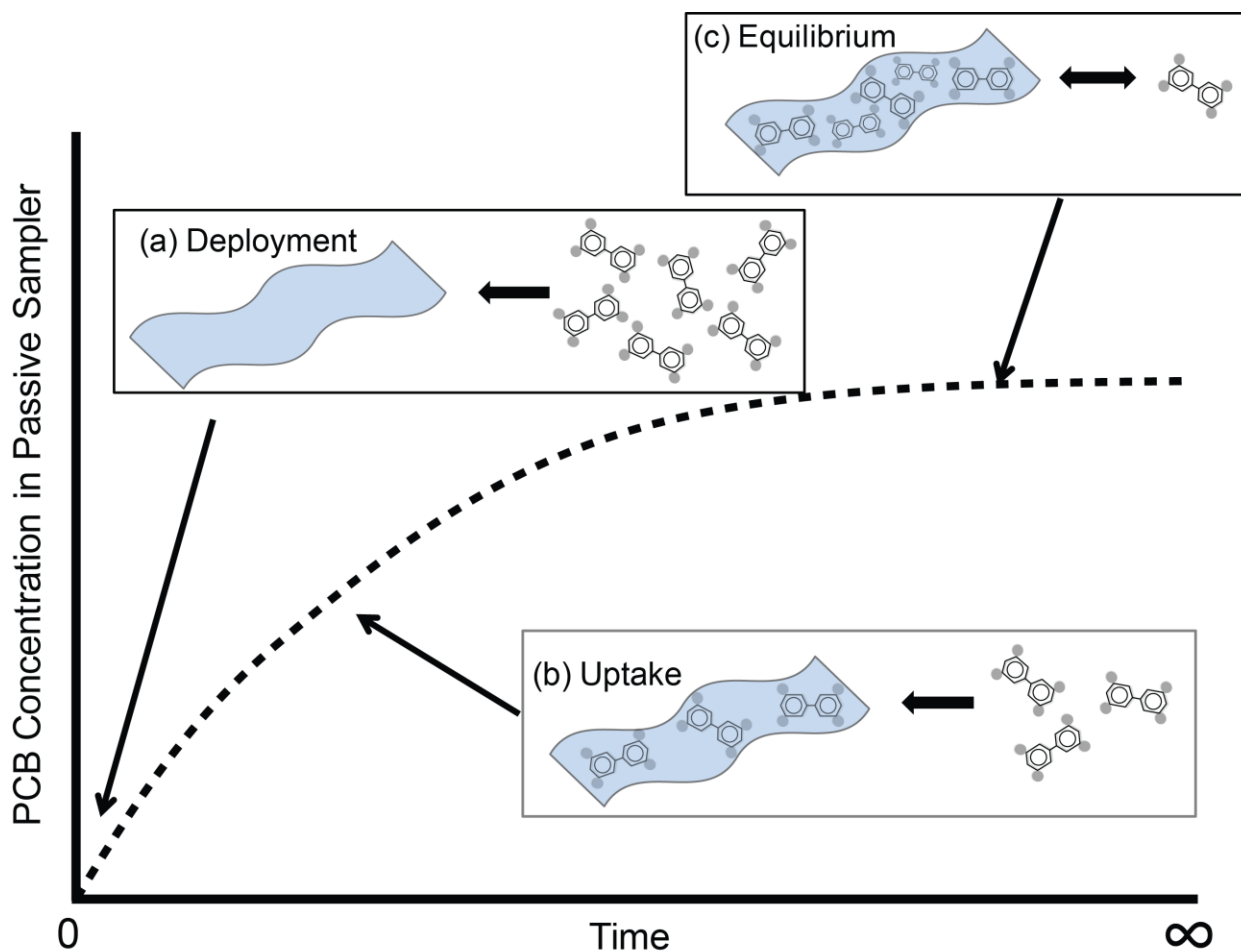 (c) Equilibrium
(a) Deployment
PCB Concentration in Passive Sampler
(b) Uptake
0
Time
∞